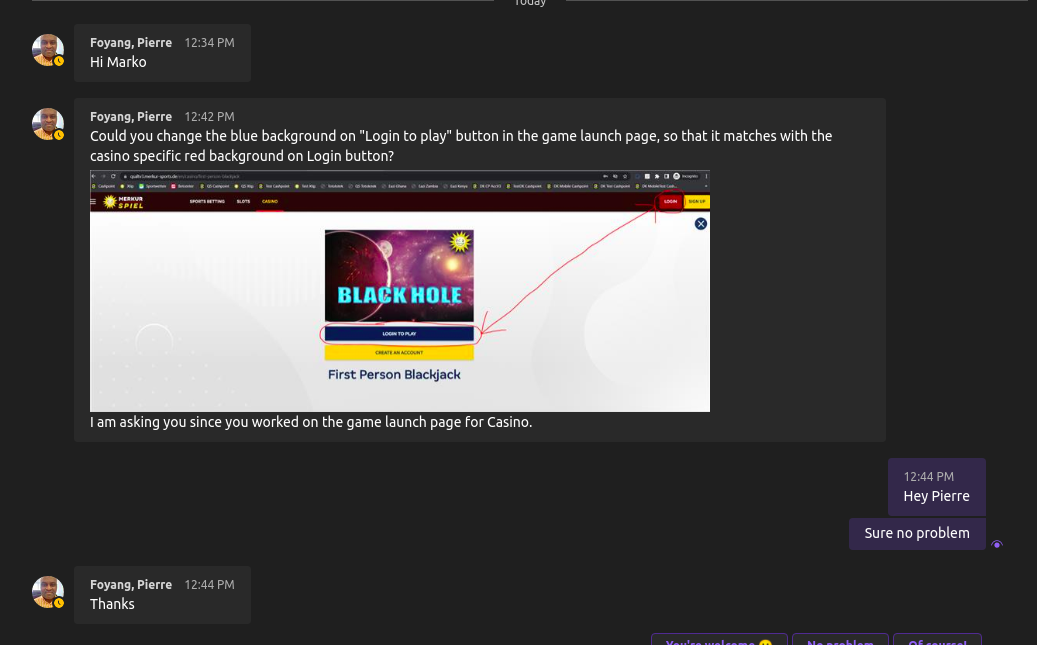 Today
Foyang, Pierre 12:34 PM
Hi Marko
Foyang, Pierre 12:42 PM
Could you change the blue background on "Login to play" button in the game launch page, so that it matches with the
casino specific red background on Login button?
MERKUR
SPIEL
SPORTS BETTING SLOTS CASINO LOGIN SIGN UP
BLACK HOLE
LOGIN TO PLAY
CREATE AN ACCOUNT
First Person Blackjack
I am asking you since you worked on the game launch page for Casino.
12:44 PM
Hey Pierre
Sure no problem
Foyang, Pierre 12:44 PM
Thanks
You're welcome No problem Of course!